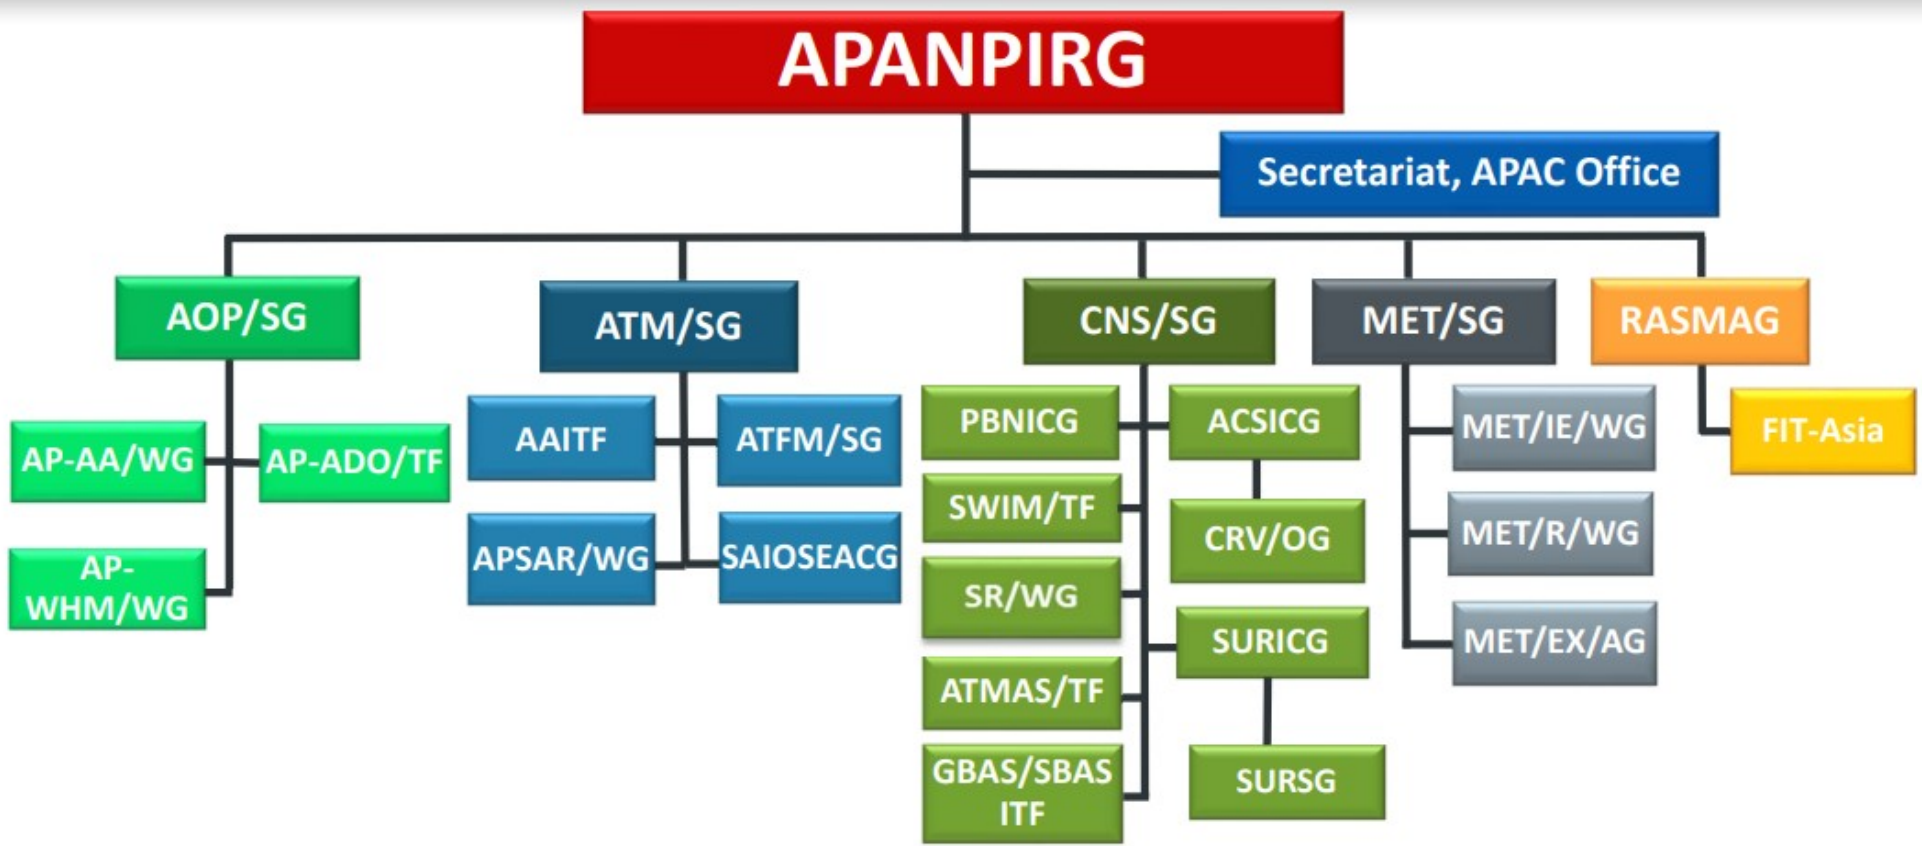 APANPIRG
Secretariat, APAC Office
AOP/SG
ATM/SG
CNS/SG
MET/SG
RASMAG
AP-AA/WG
AP-ADO/TF
AP-
WHM/WG
AAITF
ATFM/SG
APSAR/WG
SAIOSEACG
PBNICG
ACSICG
SWIM/TF
CRV/OG
SR/WG
SURICG
ATMAS/TF
GBAS/SBAS
ITF
SURSG
MET/IE/WG
MET/R/WG
MET/EX/AG
FIT-Asia